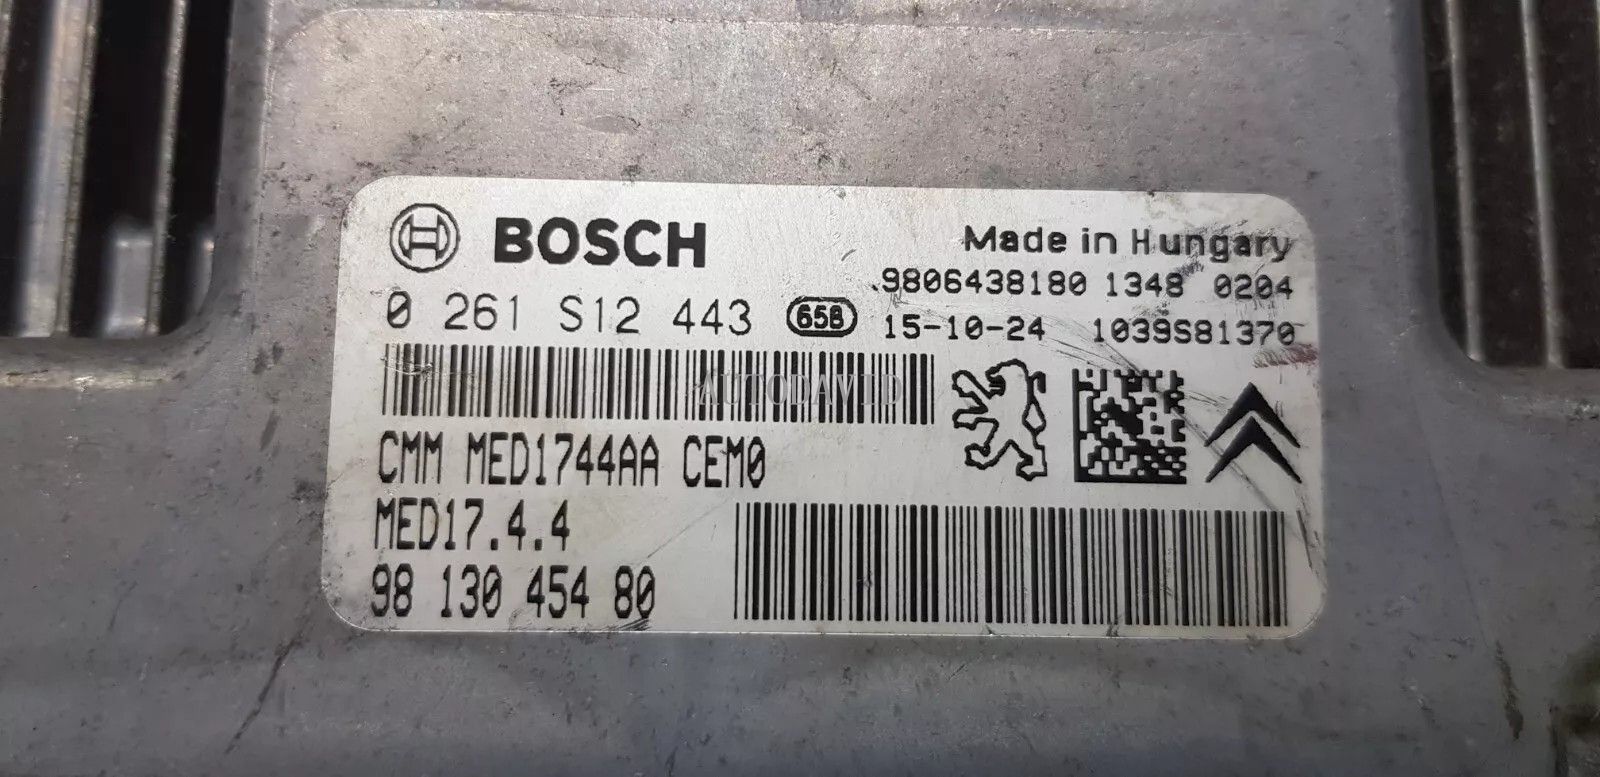 BOSCH
Made in Hungary
9806438180 1348 0204
0 261 S12 443
658
15-10-24 1039S81370
AUTODAVID
CMM MED1744AA CEM0
MED17.4.4
98 130 454 80